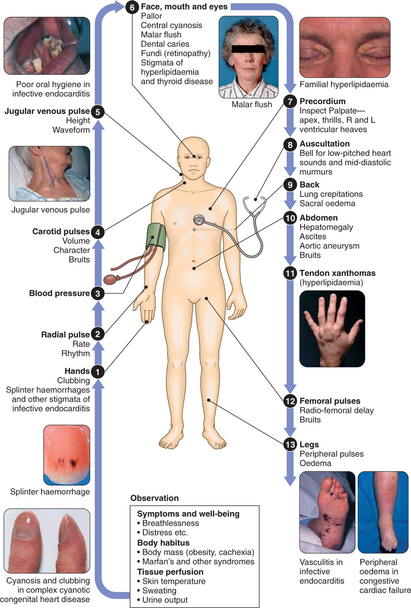 6 Face, mouth and eyes
Pallor
Central cyanosis
Malar flush
Dental caries
Fundi (retinopathy)
Stigmata of
hyperlipidaemia
and thyroid disease
Malar flush
Familial hyperlipidaemia
Poor oral hygiene in
infective endocarditis
Jugular venous pulse 5
Height
Waveform
Jugular venous pulse
Carotid pulses 4
Volume
Character
Bruits
Blood pressure 3
Radial pulse 2
Rate
Rhythm
Hands 1
Clubbing
Splinter haemorrhages
and other stigmata of
infective endocarditis
Splinter haemorrhage
Cyanosis and clubbing
in complex cyanotic
congenital heart disease
7 Precordium
Inspect Palpate—
apex, thrills, R and L
ventricular heaves
8 Auscultation
Bell for low-pitched heart
sounds and mid-diastolic
murmurs
9 Back
Lung crepitations
Sacral oedema
10 Abdomen
Hepatomegaly
Ascites
Aortic aneurysm
Bruits
11 Tendon xanthomas
(hyperlipidaemia)
12 Femoral pulses
Radio-femoral delay
Bruits
13 Legs
Peripheral pulses
Oedema
Vasculitis in
infective
endocarditis
Peripheral
oedema in
congestive
cardiac failure
Observation
Symptoms and well-being
• Breathlessness
• Distress etc.
Body habitus
• Body mass (obesity, cachexia)
• Marfan's and other syndromes
Tissue perfusion
• Skin temperature
• Sweating
• Urine output